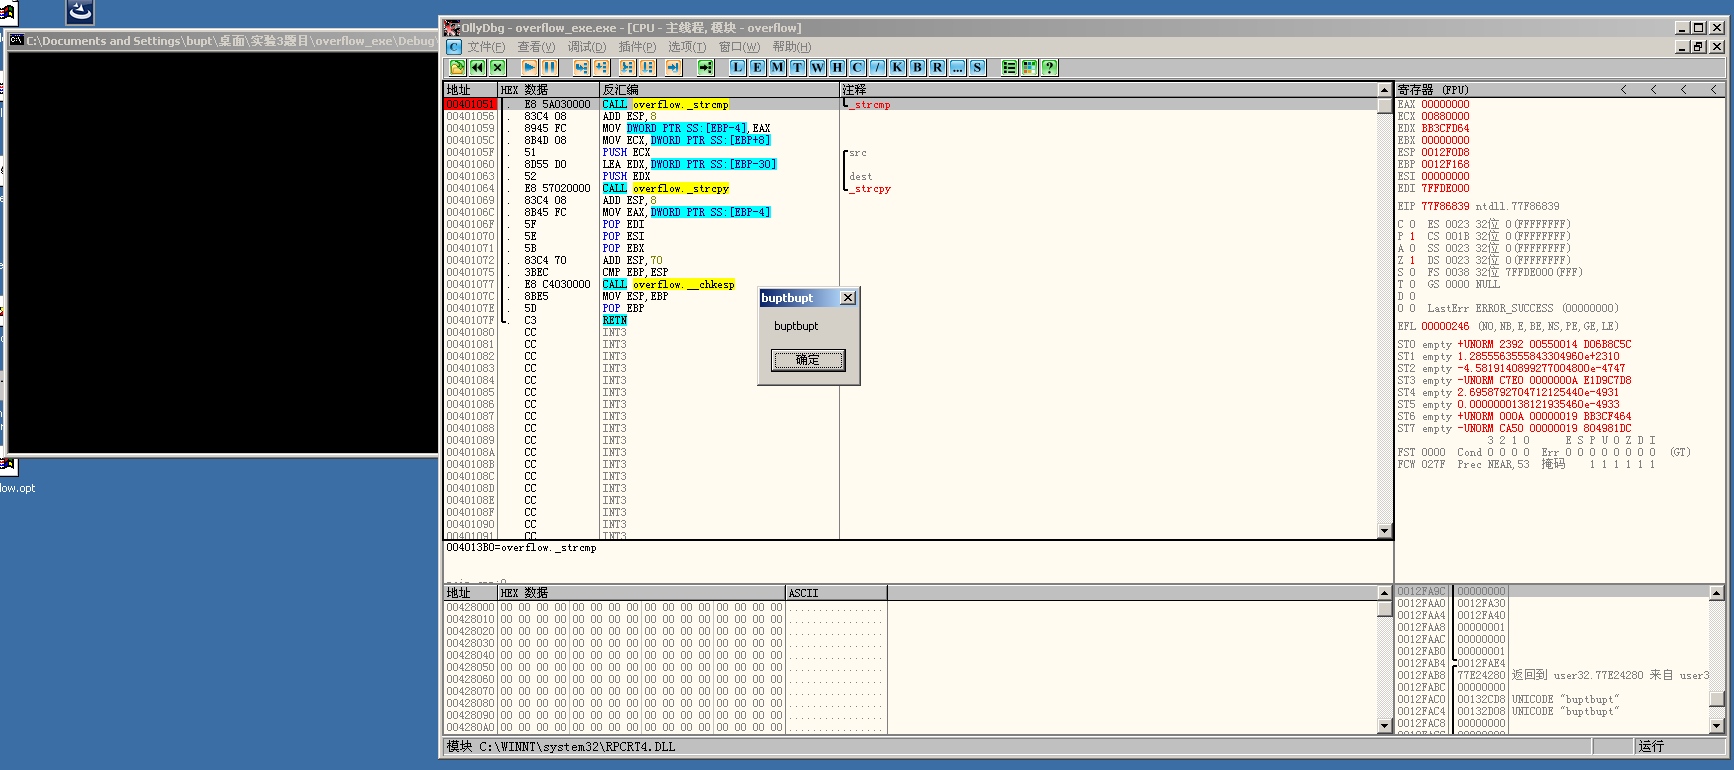 C:\Documents and Settings\bupt\桌面\实验3题目\overflow_exe\Debug\
low.opt
OllyDbg - overflow_exe.exe - [CPU - 主线程, 模块 - overflow]
C 文件(F) 查看(V) 调试(D) 插件(P) 选项(T) 窗口(W) 帮助(H)
L E M T W H C / K B R ... S ?
地址 HEX 数据 反汇编 注释
00401051 . E8 5A030000 CALL overflow._strcmp _strcmp
00401056 . 83C4 08 ADD ESP,8
00401059 . 8945 FC MOV DWORD PTR SS:[EBP-4],EAX
0040105C . 8B4D 08 MOV ECX,DWORD PTR SS:[EBP+8]
0040105F . 51 PUSH ECX src
00401060 . 8D55 D0 LEA EDX,DWORD PTR SS:[EBP-30]
00401063 . 52 PUSH EDX dest
00401064 . E8 57020000 CALL overflow._strcpy _strcpy
00401069 . 83C4 08 ADD ESP,8
0040106C . 8B45 FC MOV EAX,DWORD PTR SS:[EBP-4]
0040106F . 5F POP EDI
00401070 . 5E POP ESI
00401071 . 5B POP EBX
00401072 . 83C4 70 ADD ESP,70
00401075 . 3BEC CMP EBP,ESP
00401077 . E8 C4030000 CALL overflow.__chkesp
0040107C . 8BE5 MOV ESP,EBP
0040107E . 5D POP EBP
0040107F . C3 RETN
00401080 CC INT3
00401081 CC INT3
00401082 CC INT3
00401083 CC INT3
00401084 CC INT3
00401085 CC INT3
00401086 CC INT3
00401087 CC INT3
00401088 CC INT3
00401089 CC INT3
0040108A CC INT3
0040108B CC INT3
0040108C CC INT3
0040108D CC INT3
0040108E CC INT3
0040108F CC INT3
00401090 CC INT3
00401091 CC INT3
004013B0=overflow._strcmp
buptbupt
buptbupt
确定
寄存器 (FPU) < < < <
EAX 00000000
ECX 00880000
EDX BB3CFD64
EBX 00000000
ESP 0012F0D8
EBP 0012F168
ESI 00000000
EDI 7FFDE000
EIP 77F86839 ntdll.77F86839
C 0 ES 0023 32位 0(FFFFFFFF)
P 1 CS 001B 32位 0(FFFFFFFF)
A 0 SS 0023 32位 0(FFFFFFFF)
Z 1 DS 0023 32位 0(FFFFFFFF)
S 0 FS 0038 32位 7FFDE000(FFF)
T 0 GS 0000 NULL
D 0
O 0 LastErr ERROR_SUCCESS (00000000)
EFL 00000246 (NO,NB,E,BE,NS,PE,GE,LE)
ST0 empty +UNORM 2392 00550014 D06B8C5C
ST1 empty 1.2855563555843304960e+2310
ST2 empty -4.5819140899277004800e-4747
ST3 empty -UNORM C7E0 0000000A E1D9C7D8
ST4 empty 2.6958792704712125440e-4931
ST5 empty 0.0000000138121935460e-4933
ST6 empty +UNORM 000A 00000019 BB3CF464
ST7 empty -UNORM CA50 00000019 804981DC
3 2 1 0 E S P U O Z D I
FST 0000 Cond 0 0 0 0 Err 0 0 0 0 0 0 0 0 (GT)
FCW 027F Prec NEAR,53 掩码 1 1 1 1 1 1
地址 HEX 数据 ASCII
00428000 00 00 00 00 00 00 00 00 00 00 00 00 00 00 00 00 ................
00428010 00 00 00 00 00 00 00 00 00 00 00 00 00 00 00 00 ................
00428020 00 00 00 00 00 00 00 00 00 00 00 00 00 00 00 00 ................
00428030 00 00 00 00 00 00 00 00 00 00 00 00 00 00 00 00 ................
00428040 00 00 00 00 00 00 00 00 00 00 00 00 00 00 00 00 ................
00428050 00 00 00 00 00 00 00 00 00 00 00 00 00 00 00 00 ................
00428060 00 00 00 00 00 00 00 00 00 00 00 00 00 00 00 00 ................
00428070 00 00 00 00 00 00 00 00 00 00 00 00 00 00 00 00 ................
00428080 00 00 00 00 00 00 00 00 00 00 00 00 00 00 00 00 ................
00428090 00 00 00 00 00 00 00 00 00 00 00 00 00 00 00 00 ................
004280A0 00 00 00 00 00 00 00 00 00 00 00 00 00 00 00 00 ................
0012FA9C 00000000
0012FAA0 0012FA30
0012FAA4 0012FA40
0012FAA8 00000001
0012FAAC 00000000
0012FAB0 00000001
0012FAB4 0012FAE4
0012FAB8 77E24280 返回到 user32.77E24280 来自 user3
0012FABC 00000000
0012FAC0 00132CD8 UNICODE "buptbupt"
0012FAC4 00132D08 UNICODE "buptbupt"
0012FAC8 00000000
模块 C:\WINNT\system32\RPCRT4.DLL 运行